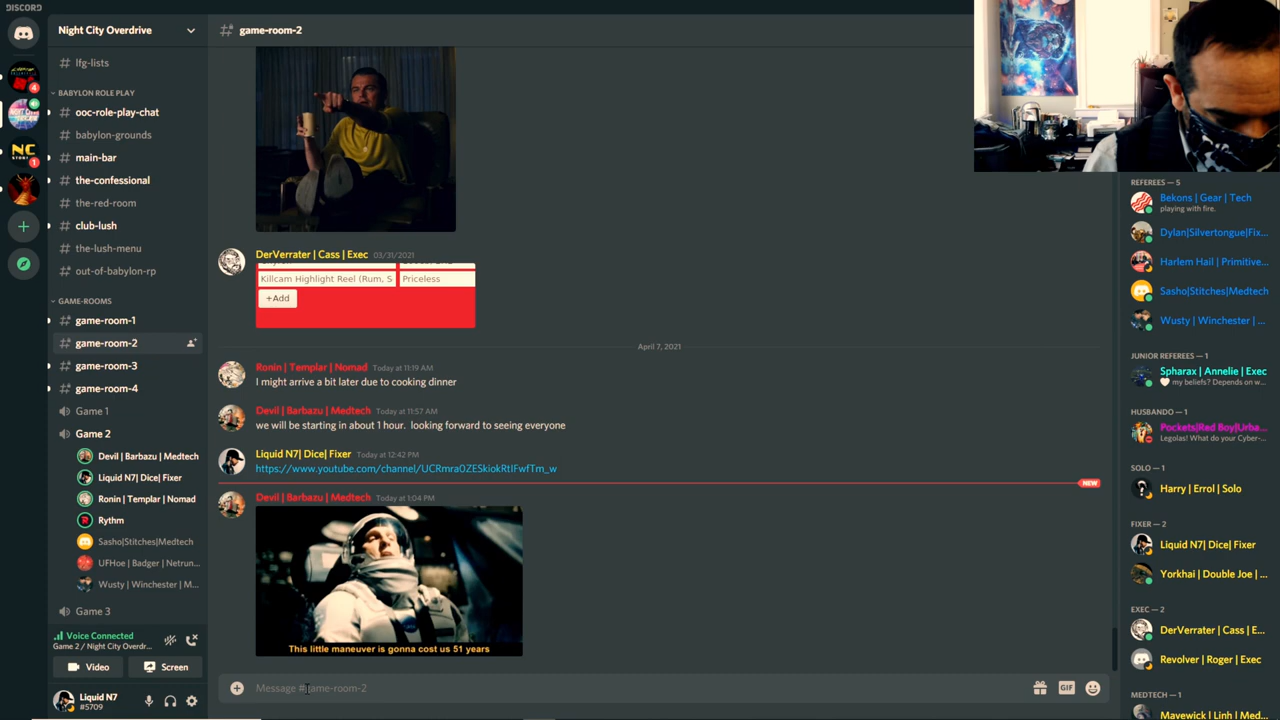 DISCORD
Night City Overdrive
game-room-2
lfg-lists
BABYLON ROLE PLAY
ooc-role-play-chat
babylon-grounds
main-bar
the-confessional
the-red-room
club-lush
the-lush-menu
out-of-babylon-rp
GAME-ROOMS
game-room-1
game-room-2
game-room-3
game-room-4
Game 1
Game 2
Devil | Barbazu | Medtech
Liquid N7| Dice| Fixer
Ronin | Templar | Nomad
Rythm
Sasho|Stitches|Medtech
UFHoe | Badger | Netrun...
Wusty | Winchester | M...
Game 3
Voice Connected
Game 2 / Night City Overdr...
Video
Screen
Liquid N7
#5709
4
NC
1
DerVerrater | Cass | Exec 03/31/2021
Killcam Highlight Reel (Rum, S
Priceless
+Add
April 7, 2021
Ronin | Templar | Nomad Today at 11:19 AM
I might arrive a bit later due to cooking dinner
Devil | Barbazu | Medtech Today at 11:57 AM
we will be starting in about 1 hour. looking forward to seeing everyone
Liquid N7| Dice| Fixer Today at 12:42 PM
https://www.youtube.com/channel/UCRmra0ZESkiokRtIFwfTm_w
NEW
Devil | Barbazu | Medtech Today at 1:04 PM
This little maneuver is gonna cost us 51 years
Message #game-room-2
GIF
REFEREES — 5
Bekons | Gear | Tech
playing with fire.
Dylan|Silvertongue|Fix...
Harlem Hail | Primitive...
Sasho|Stitches|Medtech
Wusty | Winchester | ...
JUNIOR REFEREES — 1
Spharax | Annelie | Exec
my beliefs? Depends on w...
HUSBANDO — 1
Pockets|Red Boy|Urba...
Legolas! What do your Cyber-...
SOLO — 1
Harry | Errol | Solo
FIXER — 2
Liquid N7| Dice| Fixer
Yorkhai | Double Joe | ...
EXEC — 2
DerVerrater | Cass | E...
Revolver | Roger | Exec
MEDTECH — 1
Mavewick | Linh | Med...